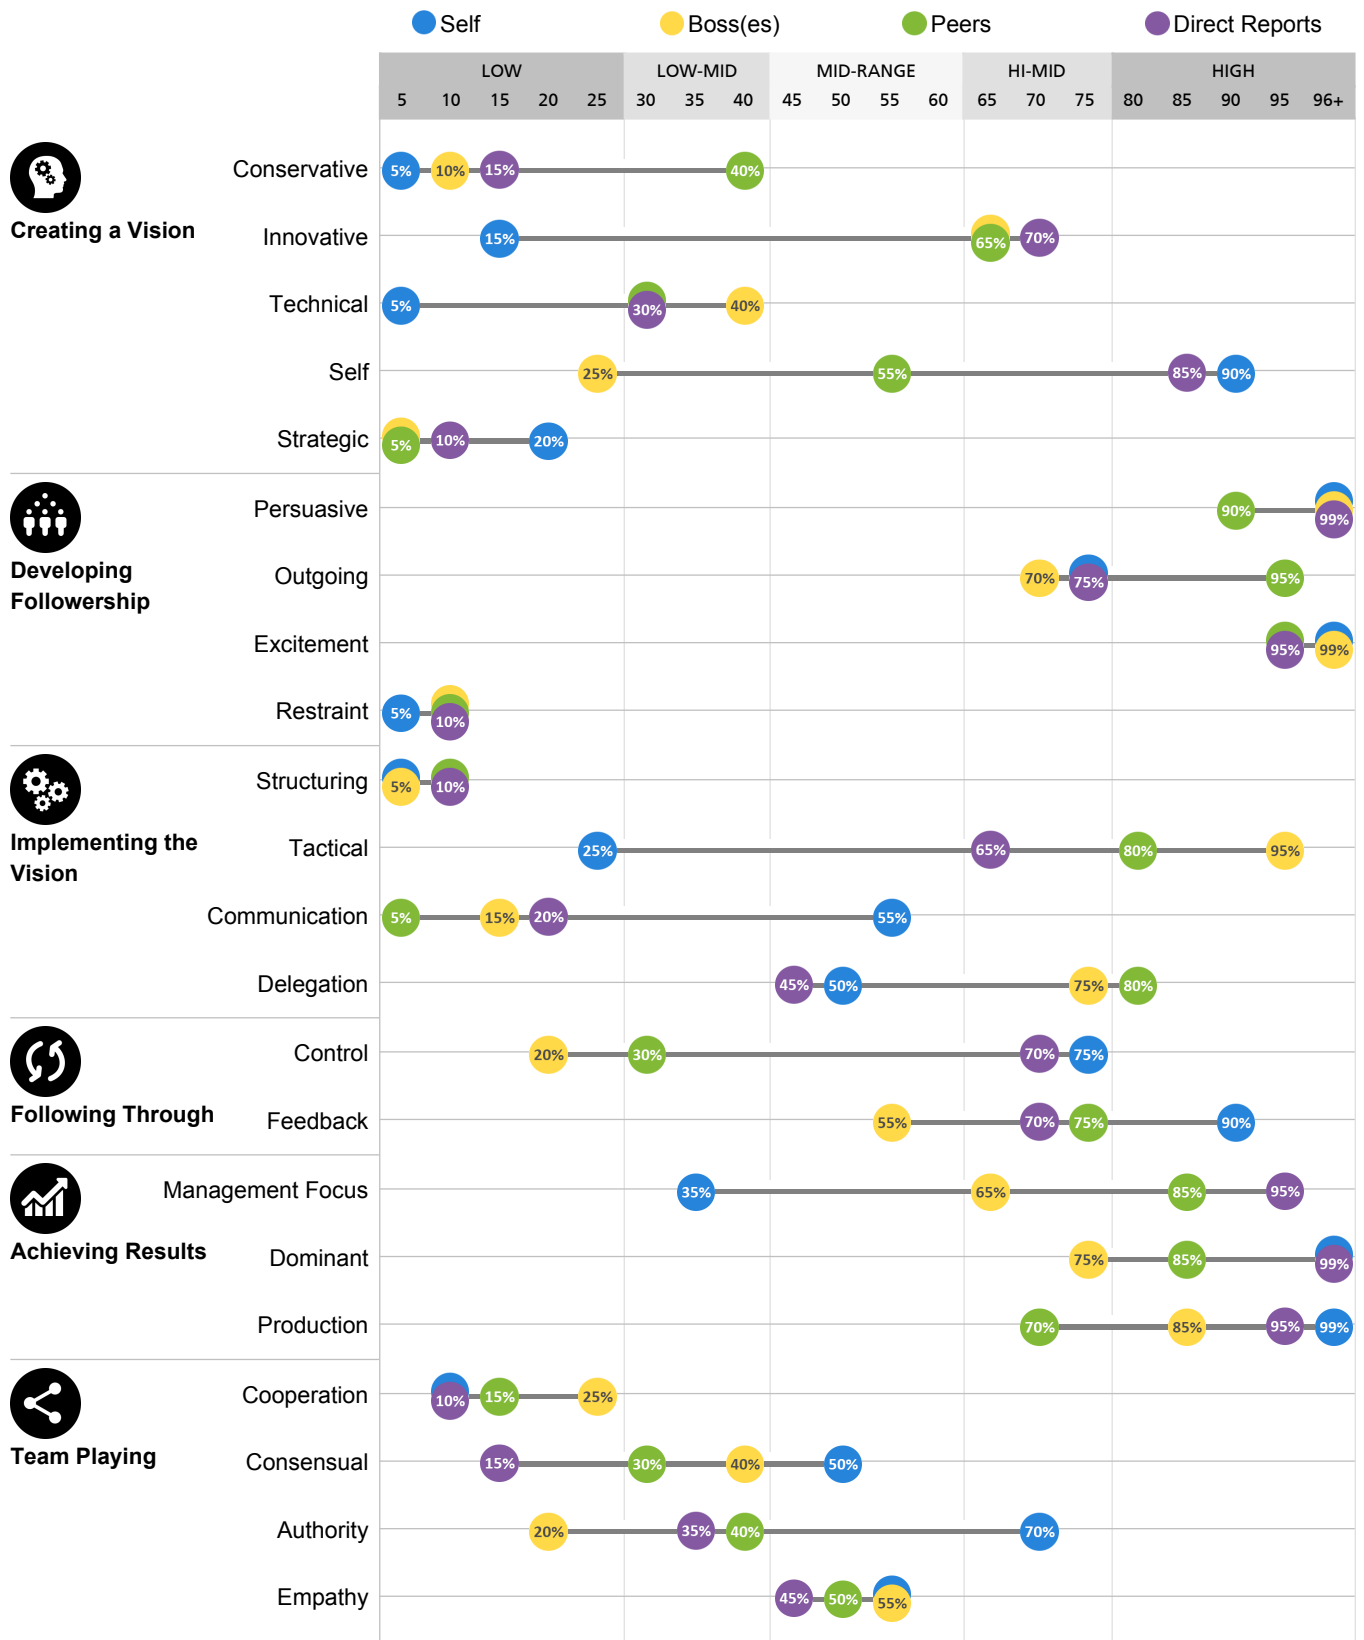 Self Boss(es) Peers Direct Reports
LOW LOW-MID MID-RANGE HI-MID HIGH
5 10 15 20 25 30 35 40 45 50 55 60 65 70 75 80 85 90 95 96+
Creating a Vision
Conservative 5% 10% 15% 40%
Innovative 15% 65% 70%
Technical 5% 30% 40%
Self 25% 55% 85% 90%
Strategic 5% 10% 20%
Developing
Followership
Persuasive 90% 99%
Outgoing 70% 75% 95%
Excitement 95% 99%
Restraint 5% 10%
Implementing the
Vision
Structuring 5% 10%
Tactical 25% 65% 80% 95%
Communication 5% 15% 20% 55%
Delegation 45% 50% 75% 80%
Following Through
Control 20% 30% 70% 75%
Feedback 55% 70% 75% 90%
Achieving Results
Management Focus 35% 65% 85% 95%
Dominant 75% 85% 99%
Production 70% 85% 95% 99%
Team Playing
Cooperation 10% 15% 25%
Consensual 15% 30% 40% 50%
Authority 20% 35% 40% 70%
Empathy 45% 50% 55%